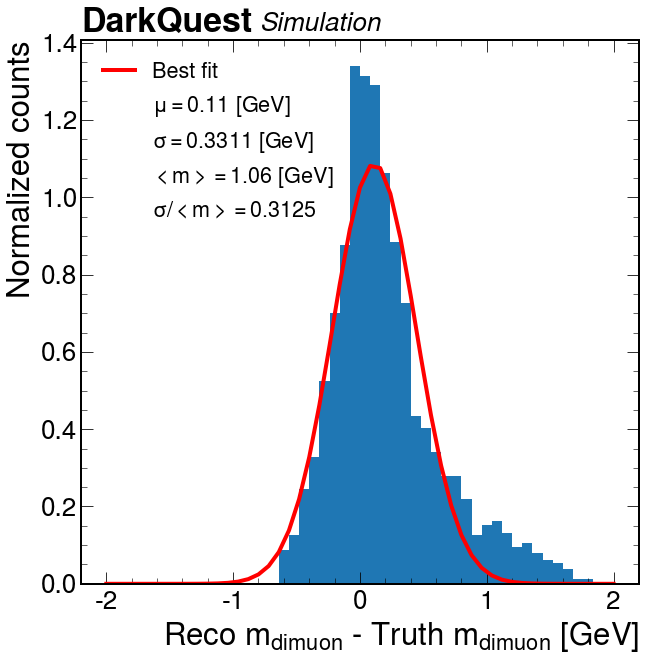 DarkQuest Simulation
Normalized counts
1.4
1.2
1.0
0.8
0.6
0.4
0.2
0.0
Best fit
μ = 0.11 [GeV]
σ = 0.3311 [GeV]
< m > = 1.06 [GeV]
σ/< m > = 0.3125
-2 -1 0 1 2
Reco m_dimuon - Truth m_dimuon [GeV]